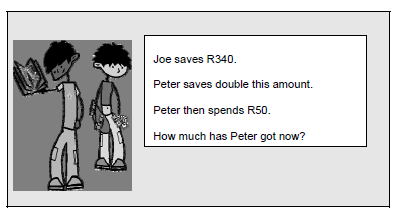 Joe saves R340.
Peter saves double this amount.
Peter then spends R50.
How much has Peter got now?